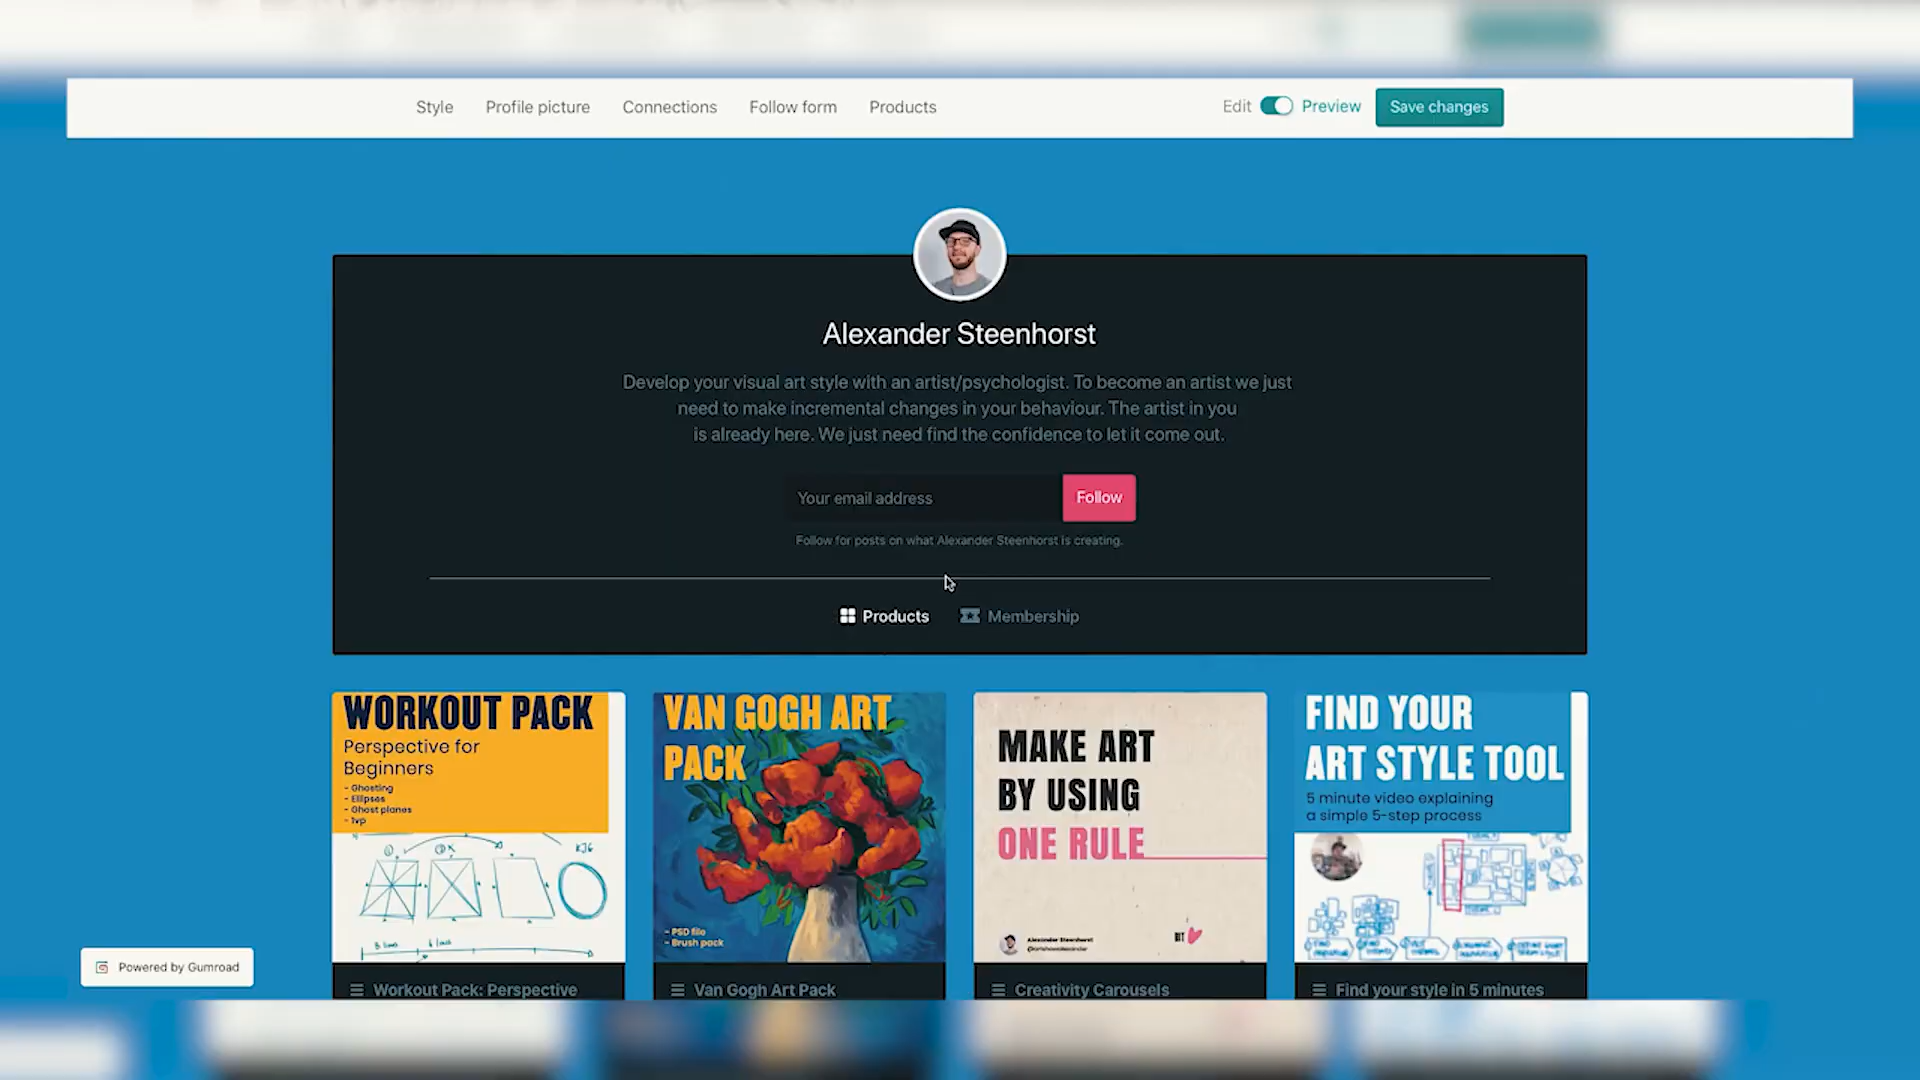 Style Profile picture Connections Follow form Products Edit Preview Save changes
Alexander Steenhorst
Develop your visual art style with an artist/psychologist. To become an artist we just
need to make incremental changes in your behaviour. The artist in you
is already here. We just need find the confidence to let it come out.
Your email address Follow
Follow for posts on what Alexander Steenhorst is creating.
Products Membership
WORKOUT PACK
Perspective for
Beginners
- Ghosting
- Ellipses
- Ghost planes
- 1vp
VAN GOGH ART
PACK
- PSD file
- Brush pack
MAKE ART
BY USING
ONE RULE
Alexander Steenhorst
FIND YOUR
ART STYLE TOOL
5 minute video explaining
a simple 5-step process
Powered by Gumroad
Workout Pack: Perspective
Van Gogh Art Pack
Creativity Carousels
Find your style in 5 minutes